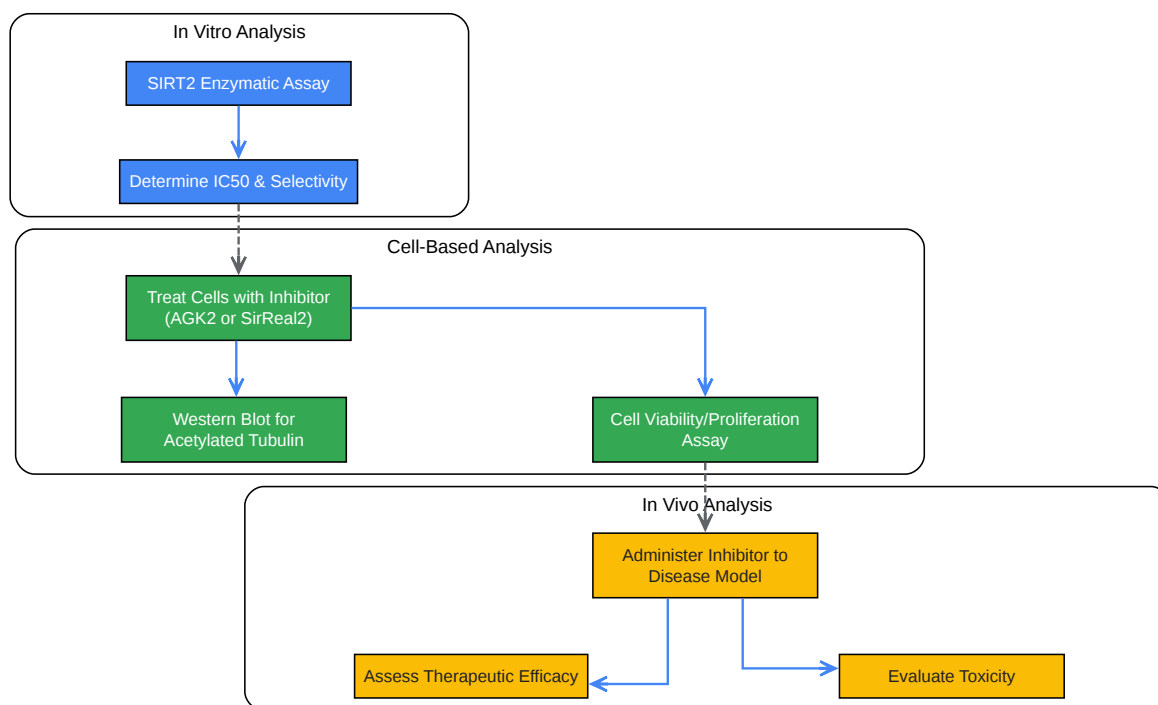 In Vitro Analysis
SIRT2 Enzymatic Assay
Determine IC50 & Selectivity
Cell-Based Analysis
Treat Cells with Inhibitor
(AGK2 or SirReal2)
Western Blot for
Acetylated Tubulin
Cell Viability/Proliferation
Assay
In Vivo Analysis
Administer Inhibitor to
Disease Model
Assess Therapeutic Efficacy
Evaluate Toxicity